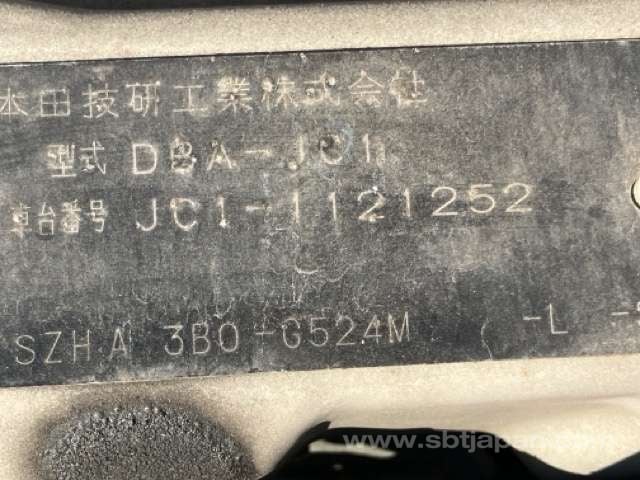 本田技研工業株式会社
型式 DBA-JC1
車台番号 JC1-1121252
SZHA 3B0-G524M -L -
www.sbtjapan